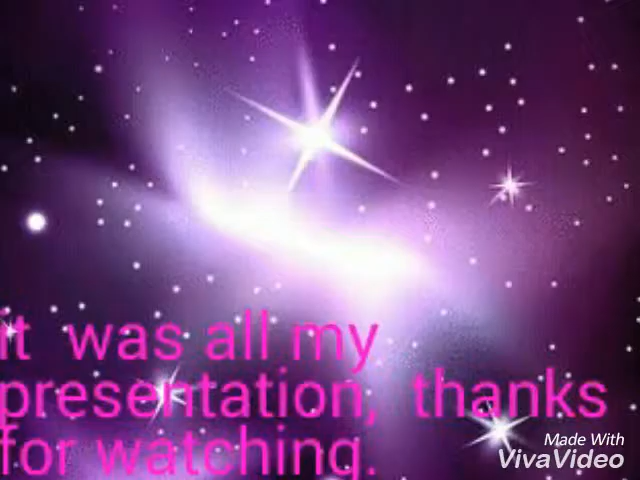 it was all my
presentation, thanks
for watching.
Made With
VivaVideo